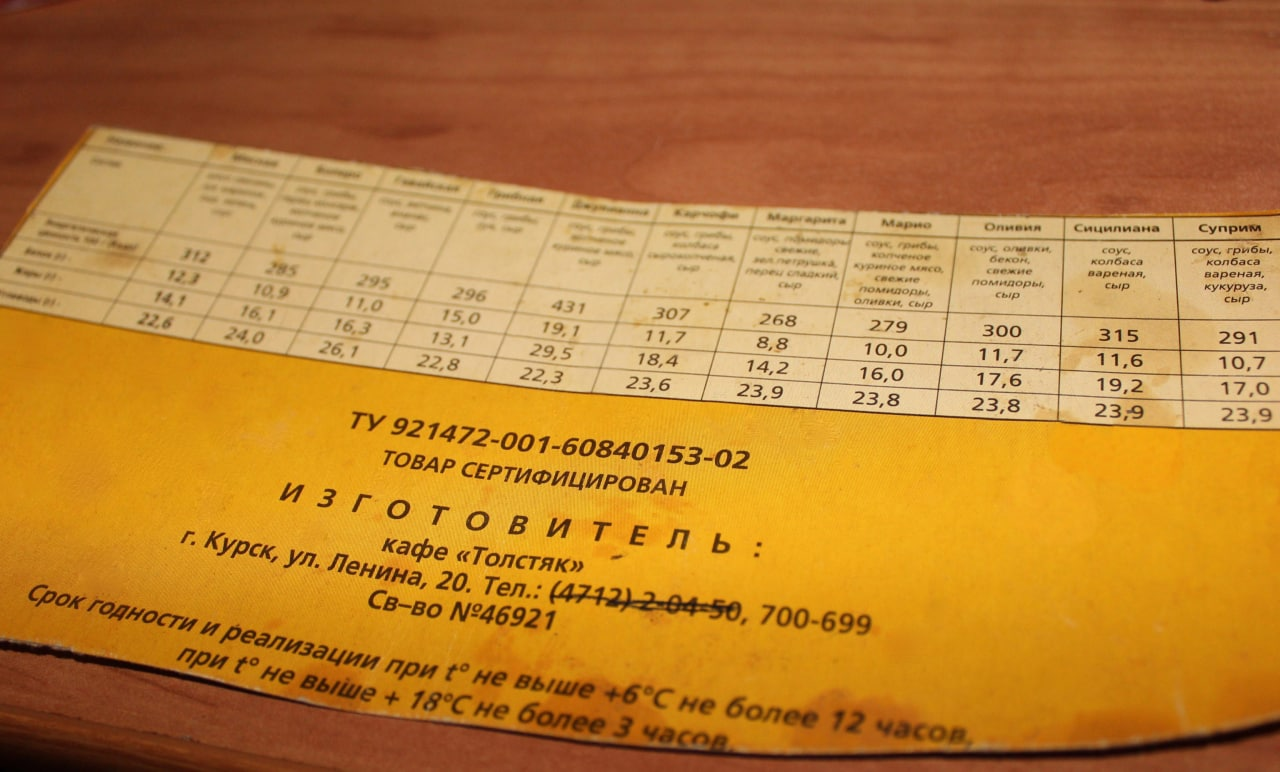 Маргарита Марио Оливия Сицилиана Суприм
соус, помидоры соус, грибы, соус, оливки, соус, соус, грибы,
свежие, копченое бекон, колбаса колбаса
зел.петрушка, куриное мясо, свежие вареная, вареная,
перец сладкий, свежие помидоры, сыр кукуруза,
сыр помидоры, сыр сыр
оливки, сыр
312 285 295 296 431 307 268 279 300 315 291
12,3 10,9 11,0 15,0 19,1 11,7 8,8 10,0 11,7 11,6 10,7
14,1 16,1 16,3 13,1 29,5 18,4 14,2 16,0 17,6 19,2 17,0
22,6 24,0 26,1 22,8 22,3 23,6 23,9 23,8 23,8 23,9 23,9
ТУ 921472-001-60840153-02
ТОВАР СЕРТИФИЦИРОВАН
ИЗГОТОВИТЕЛЬ:
кафе «Толстяк»
г. Курск, ул. Ленина, 20. Тел.: (4712) 2-04-50, 700-699
Св–во №46921
Срок годности и реализации при t° не выше +6°С не более 12 часов,
при t° не выше + 18°С не более 3 часов.